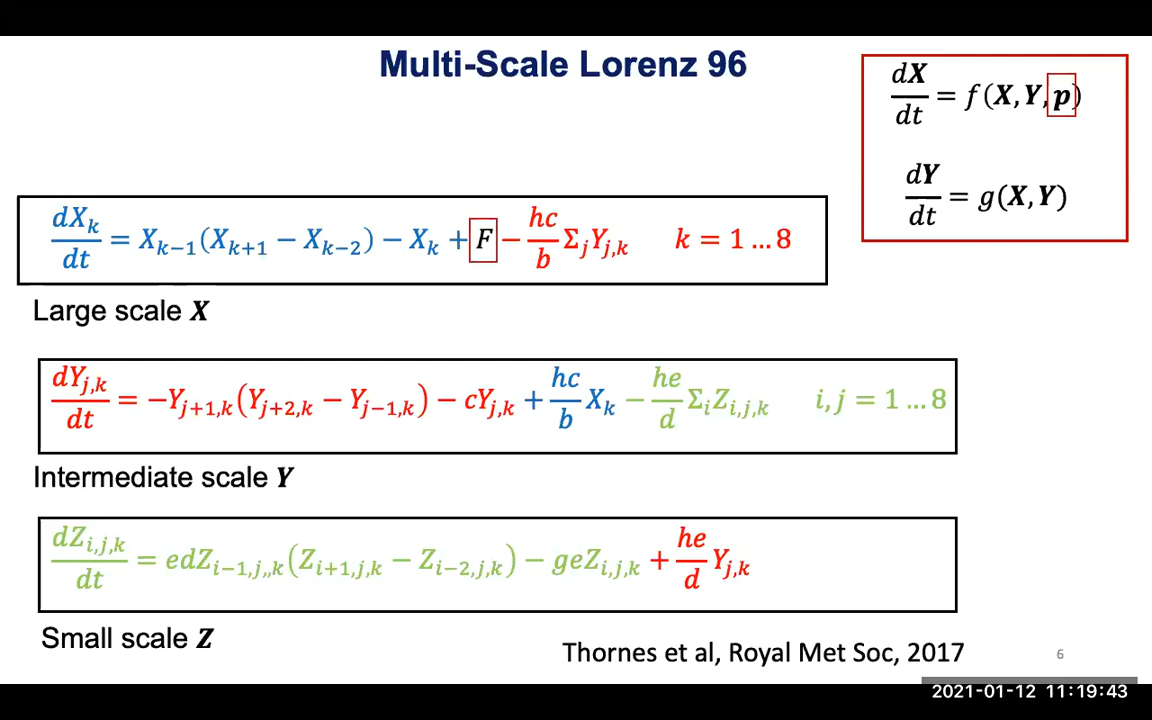 Multi-Scale Lorenz 96
dX/dt = f(X, Y, p)
dY/dt = g(X, Y)
dX_k/dt = X_{k−1}(X_{k+1} − X_{k−2}) − X_k + F − hc/b Σ_j Y_{j,k}   k = 1 … 8
Large scale X
dY_{j,k}/dt = −Y_{j+1,k}(Y_{j+2,k} − Y_{j−1,k}) − cY_{j,k} + hc/b X_k − he/d Σ_i Z_{i,j,k}   i, j = 1 … 8
Intermediate scale Y
dZ_{i,j,k}/dt = edZ_{i−1,j,,k}(Z_{i+1,j,k} − Z_{i−2,j,k}) − geZ_{i,j,k} + he/d Y_{j,k}
Small scale Z
Thornes et al, Royal Met Soc, 2017
6
2021-01-12 11:19:43